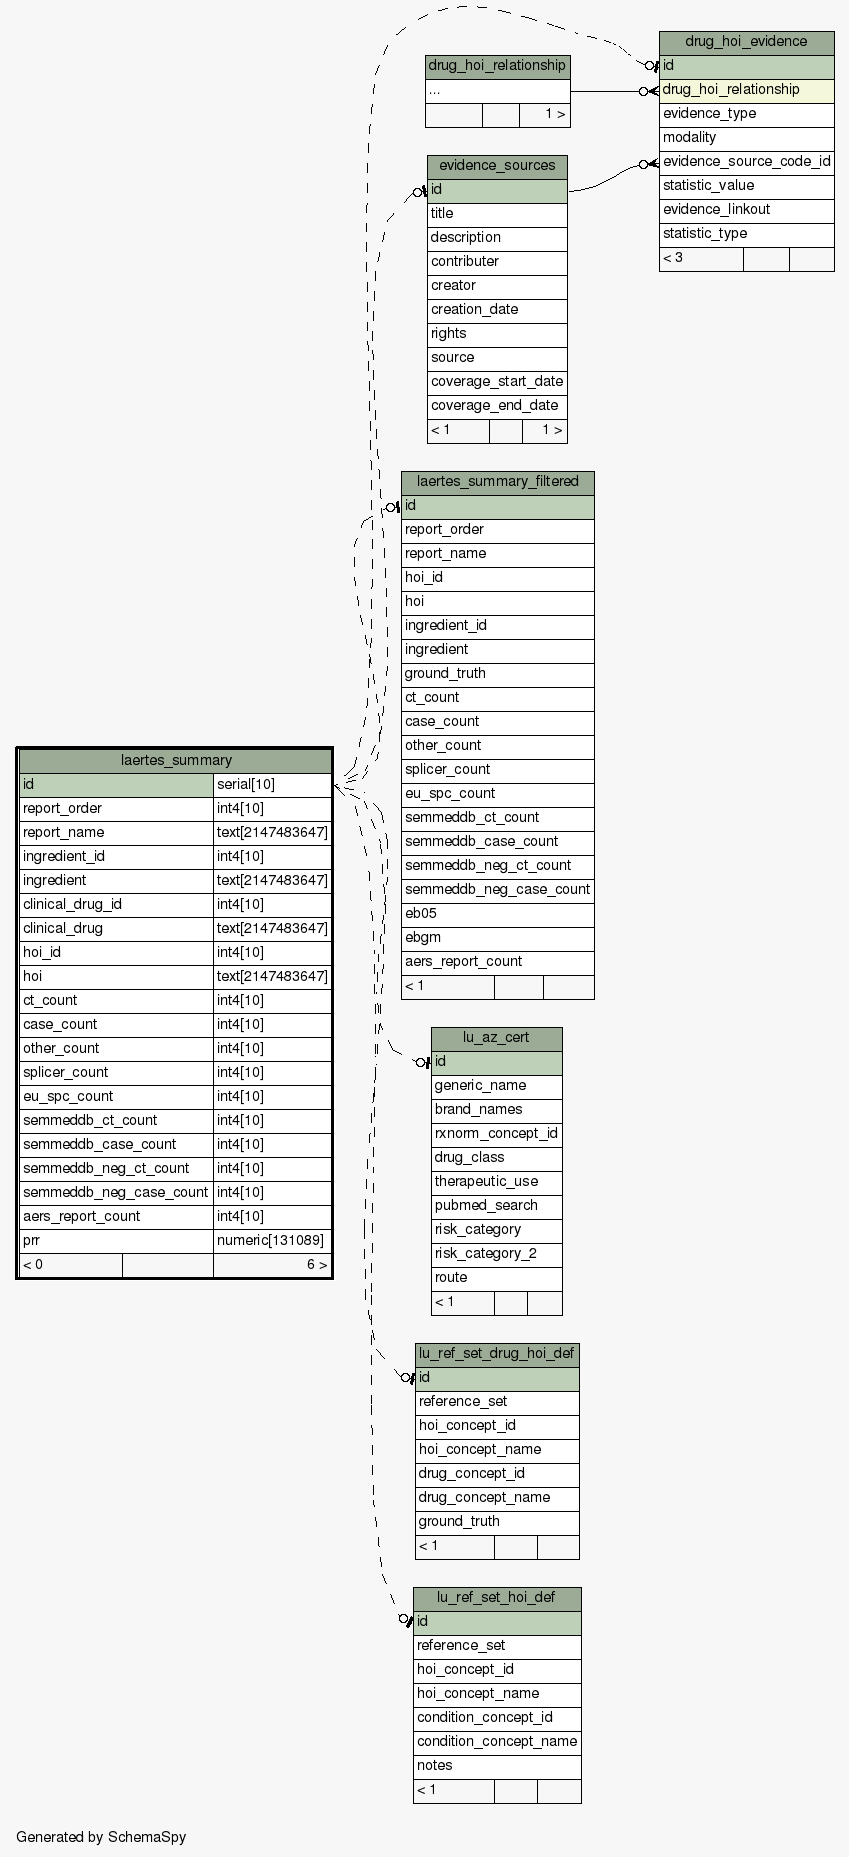 drug_hoi_evidence
id
drug_hoi_relationship
evidence_type
modality
evidence_source_code_id
statistic_value
evidence_linkout
statistic_type
< 3
drug_hoi_relationship
...
1 >
evidence_sources
id
title
description
contributer
creator
creation_date
rights
source
coverage_start_date
coverage_end_date
< 1 1 >
laertes_summary_filtered
id
report_order
report_name
hoi_id
hoi
ingredient_id
ingredient
ground_truth
ct_count
case_count
other_count
splicer_count
eu_spc_count
semmeddb_ct_count
semmeddb_case_count
semmeddb_neg_ct_count
semmeddb_neg_case_count
eb05
ebgm
aers_report_count
< 1
laertes_summary
id serial[10]
report_order int4[10]
report_name text[2147483647]
ingredient_id int4[10]
ingredient text[2147483647]
clinical_drug_id int4[10]
clinical_drug text[2147483647]
hoi_id int4[10]
hoi text[2147483647]
ct_count int4[10]
case_count int4[10]
other_count int4[10]
splicer_count int4[10]
eu_spc_count int4[10]
semmeddb_ct_count int4[10]
semmeddb_case_count int4[10]
semmeddb_neg_ct_count int4[10]
semmeddb_neg_case_count int4[10]
aers_report_count int4[10]
prr numeric[131089]
< 0 6 >
lu_az_cert
id
generic_name
brand_names
rxnorm_concept_id
drug_class
therapeutic_use
pubmed_search
risk_category
risk_category_2
route
< 1
lu_ref_set_drug_hoi_def
id
reference_set
hoi_concept_id
hoi_concept_name
drug_concept_id
drug_concept_name
ground_truth
< 1
lu_ref_set_hoi_def
id
reference_set
hoi_concept_id
hoi_concept_name
condition_concept_id
condition_concept_name
notes
< 1
Generated by SchemaSpy